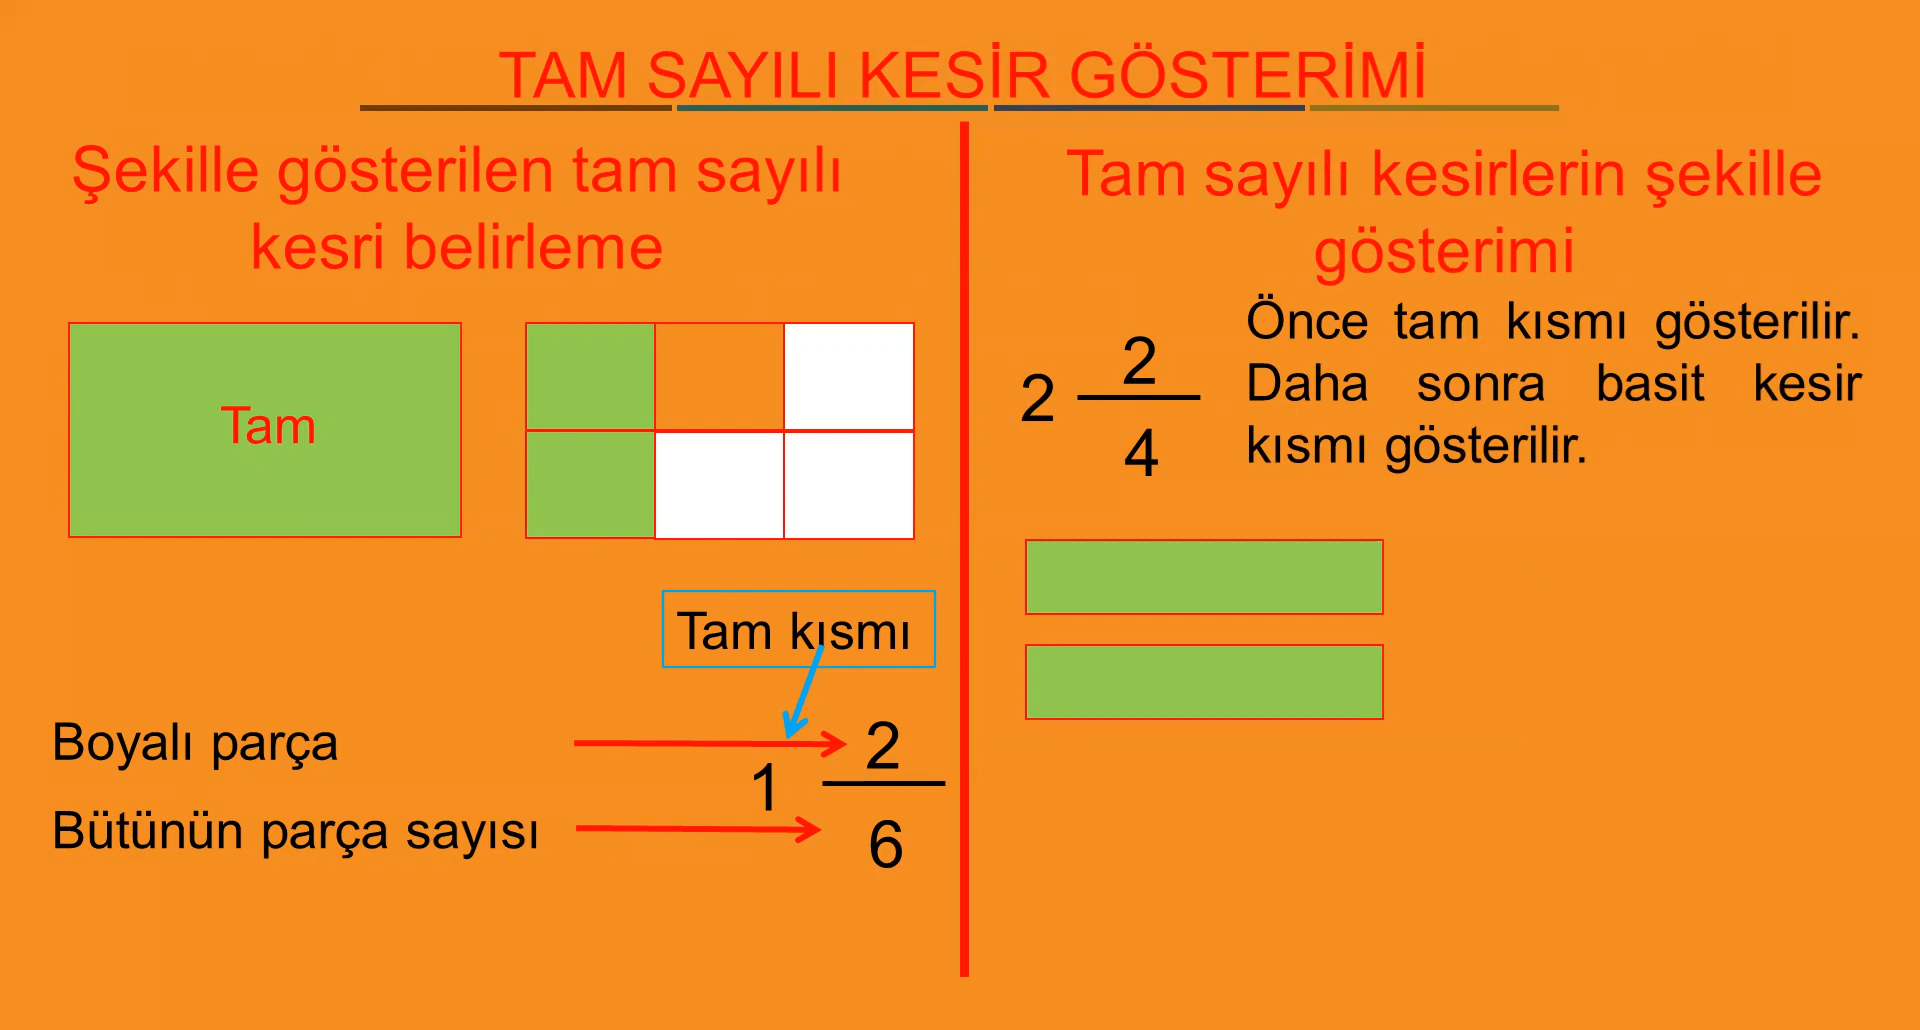 TAM SAYILI KESİR GÖSTERİMİ
Şekille gösterilen tam sayılı
kesri belirleme
Tam
Tam kısmı
Boyalı parça
Bütünün parça sayısı
1
2
6
Tam sayılı kesirlerin şekille
gösterimi
2
2
4
Önce tam kısmı gösterilir.
Daha sonra basit kesir
kısmı gösterilir.